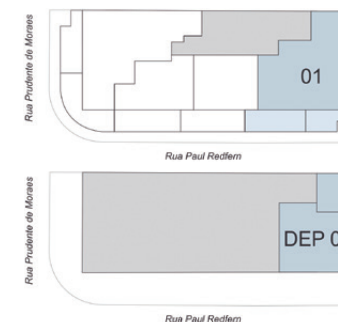 Rua Prudente de Moraes
01
Rua Paul Redfern
Rua Prudente de Moraes
DEP 0
Rua Paul Redfern